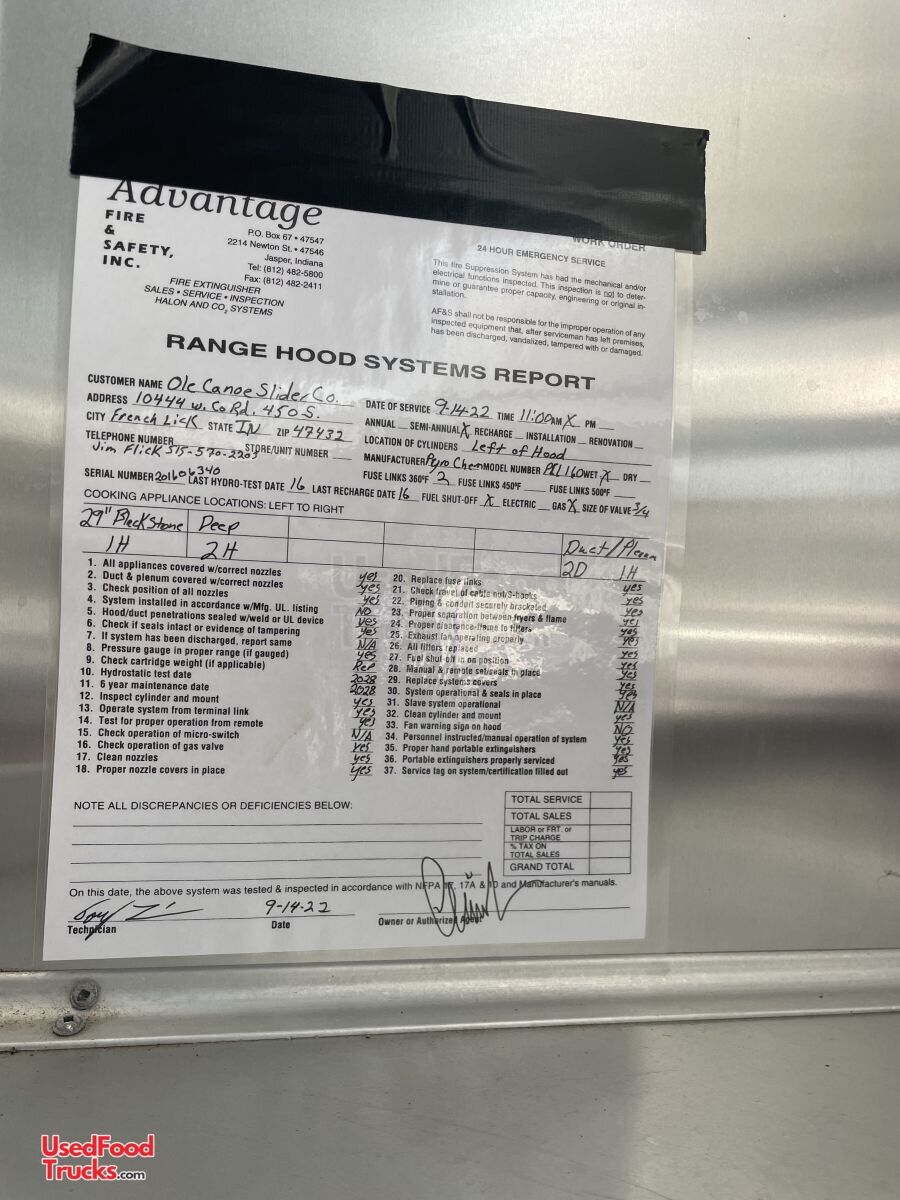 Advantage
FIRE
&
SAFETY,
INC.
P.O. Box 67 • 47547
2214 Newton St. • 47546
Jasper, Indiana
Tel: (812) 482-5800
Fax: (812) 482-2411
FIRE EXTINGUISHER
SALES • SERVICE • INSPECTION
HALON AND CO₂ SYSTEMS
WORK ORDER
24 HOUR EMERGENCY SERVICE
This fire Suppression System has had the mechanical and/or
electrical functions inspected. This inspection is not to deter-
mine or guarantee proper capacity, engineering or original in-
stallation.
AF&S shall not be responsible for the improper operation of any
inspected equipment that, after serviceman has left premises,
has been discharged, vandalized, tampered with or damaged.
RANGE HOOD SYSTEMS REPORT
CUSTOMER NAME Ole Canoe Slider Co.
ADDRESS 10444 W. Co Rd. 450 S.
CITY French Lick STATE IN ZIP 47432
TELEPHONE NUMBER STORE/UNIT NUMBER
Jim Flick 515-570-2203
DATE OF SERVICE 9-14-22 TIME 11:00 AM X PM
ANNUAL SEMI-ANNUAL X RECHARGE INSTALLATION RENOVATION
LOCATION OF CYLINDERS Left of Hood
MANUFACTURER Pyro Chem MODEL NUMBER PCL 160 WET X DRY
FUSE LINKS 360°F 2 FUSE LINKS 450°F FUSE LINKS 500°F
SERIAL NUMBER 201606340 LAST HYDRO-TEST DATE 16 LAST RECHARGE DATE 16 FUEL SHUT-OFF X ELECTRIC GAS X SIZE OF VALVE 3/4
COOKING APPLIANCE LOCATIONS: LEFT TO RIGHT
29" Blackstone Deep Duct/Plenum
1H 2H 2D 1H
1. All appliances covered w/correct nozzles yes
2. Duct & plenum covered w/correct nozzles yes
3. Check position of all nozzles yes
4. System installed in accordance w/Mfg. UL. listing NO
5. Hood/duct penetrations sealed w/weld or UL device yes
6. Check if seals intact or evidence of tampering yes
7. If system has been discharged, report same N/A
8. Pressure gauge in proper range (if gauged) yes
9. Check cartridge weight (if applicable) Rep
10. Hydrostatic test date 2028
11. 6 year maintenance date 2028
12. Inspect cylinder and mount yes
13. Operate system from terminal link yes
14. Test for proper operation from remote yes
15. Check operation of micro-switch N/A
16. Check operation of gas valve yes
17. Clean nozzles yes
18. Proper nozzle covers in place yes
20. Replace fuse links yes
21. Check travel of cable nut/S-hooks yes
22. Piping & conduit securely bracketed yes
23. Proper separation between fryers & flame yes
24. Proper clearance-flame to filters yes
25. Exhaust fan operating properly yes
26. All filters replaced yes
27. Fuel shut-off in on position yes
28. Manual & remote set/seals in place yes
29. Replace systems covers yes
30. System operational & seals in place yes
31. Slave system operational N/A
32. Clean cylinder and mount yes
33. Fan warning sign on hood NO
34. Personnel instructed/manual operation of system yes
35. Proper hand portable extinguishers yes
36. Portable extinguishers properly serviced yes
37. Service tag on system/certification filled out yes
NOTE ALL DISCREPANCIES OR DEFICIENCIES BELOW:
TOTAL SERVICE
TOTAL SALES
LABOR or FRT. or
TRIP CHARGE
% TAX ON
TOTAL SALES
GRAND TOTAL
On this date, the above system was tested & inspected in accordance with NFPA 17, 17A & 10 and Manufacturer's manuals.
9-14-22
Technician Date Owner or Authorized Agent
UsedFood
Trucks.com